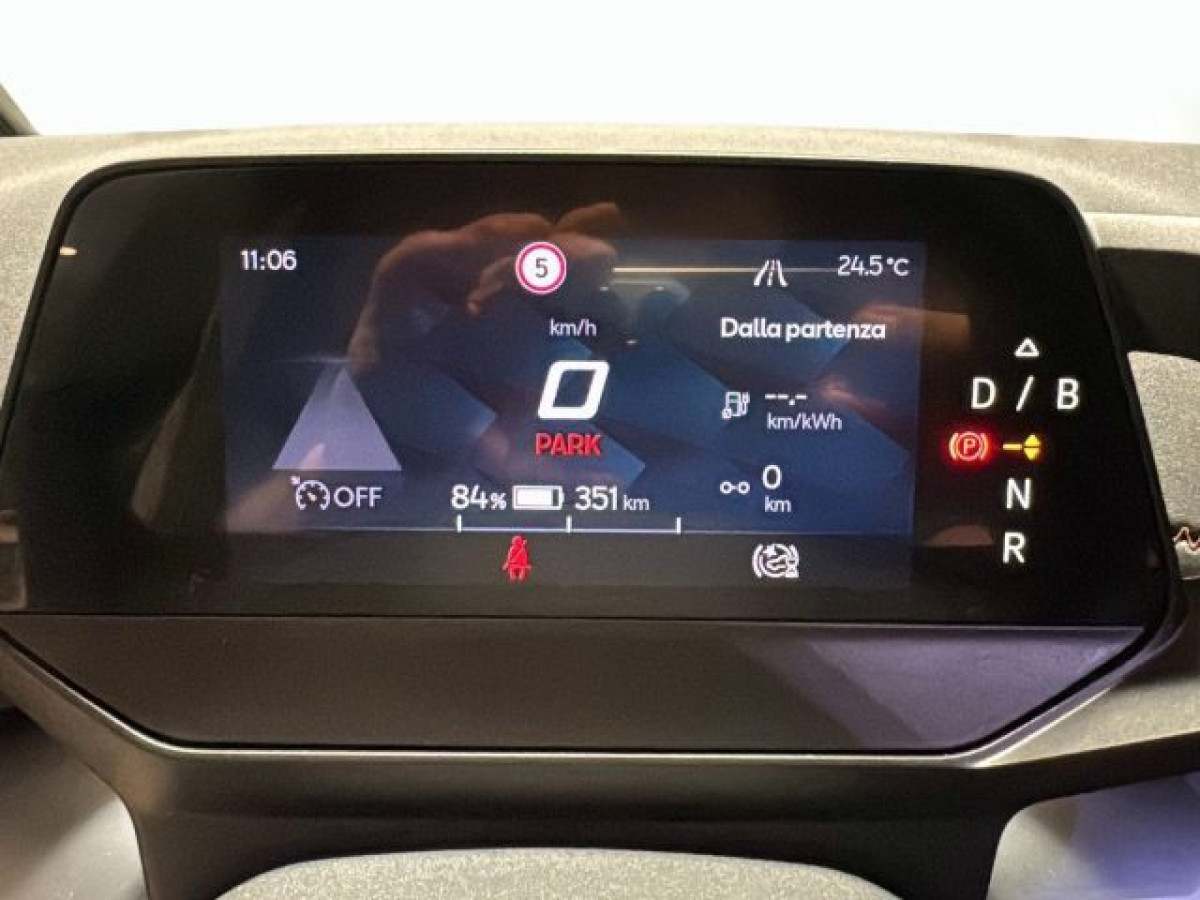 11:06
5
24.5°C
km/h
Dalla partenza
0
PARK
--.-
km/kWh
OFF
84% 351 km
0
km
D / B
P
N
R